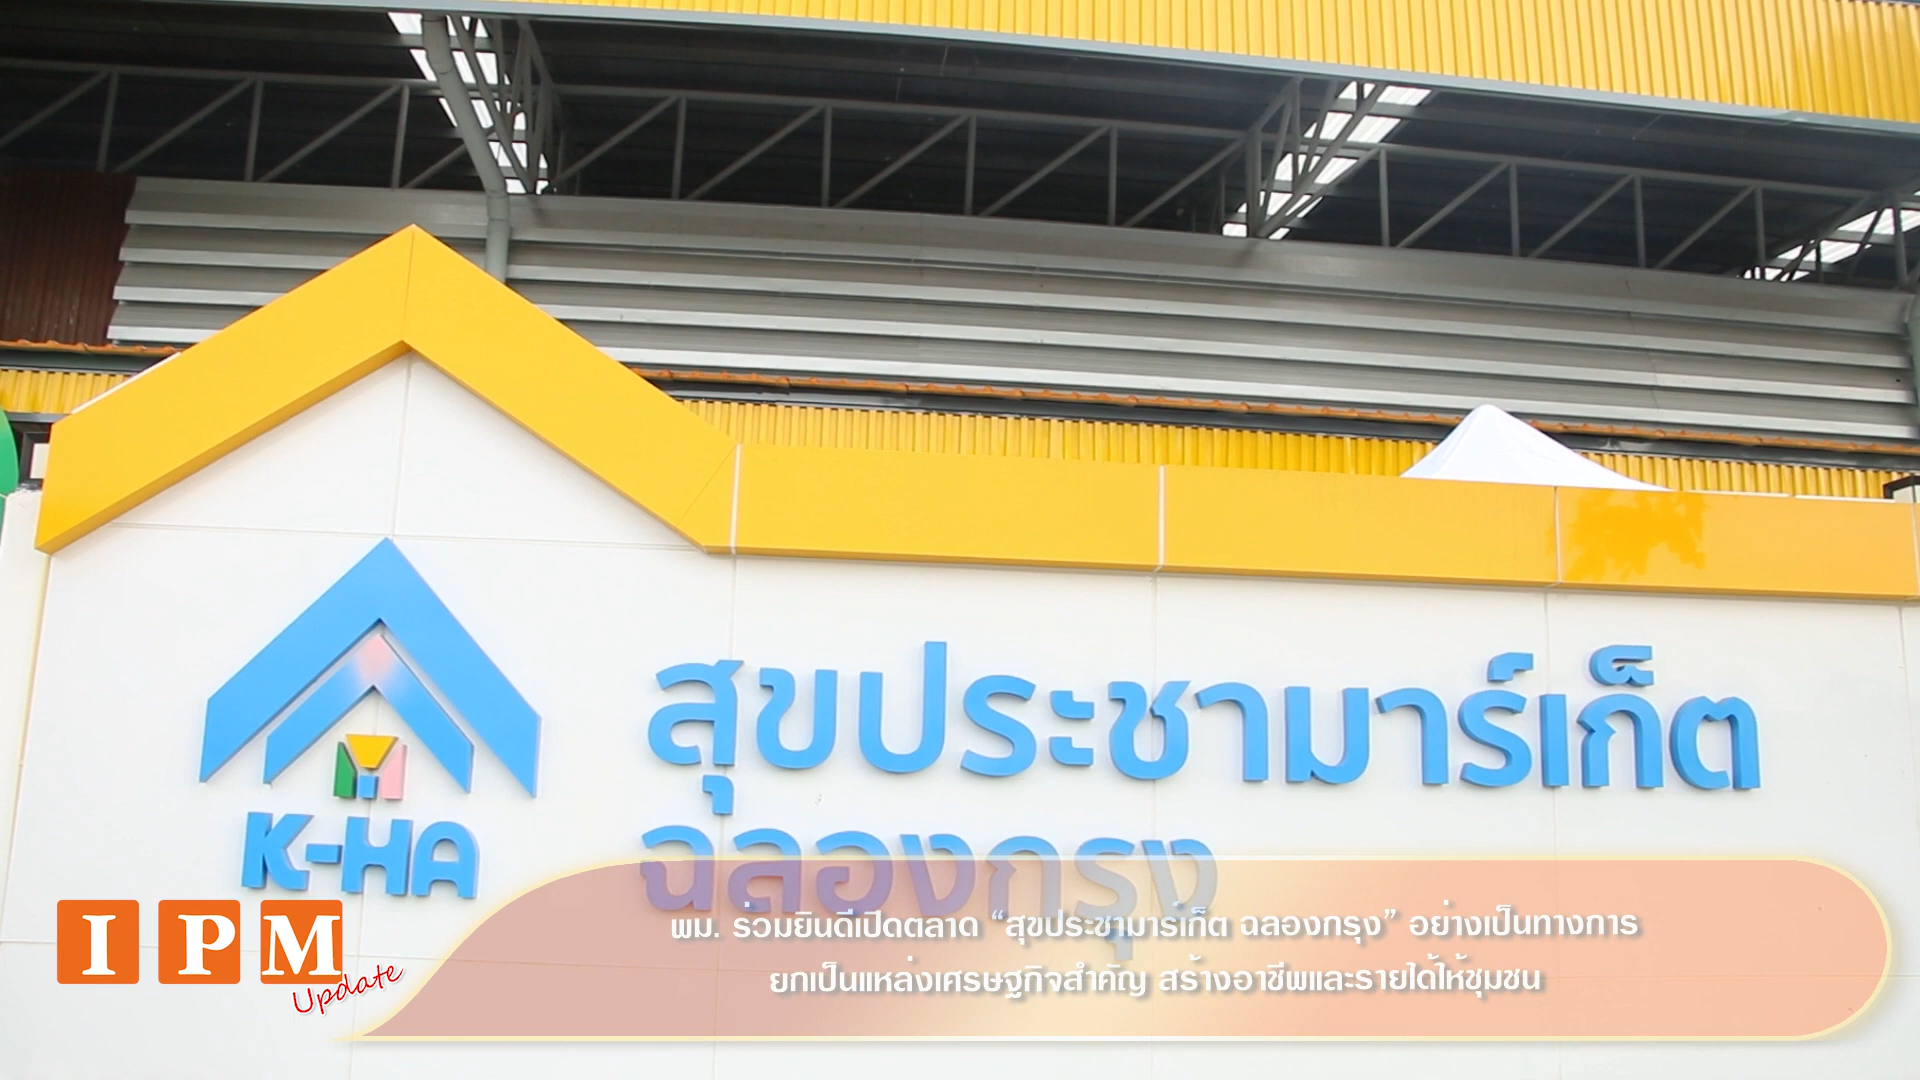 สุขประชามาร์เก็ต
ฉลองกรุง
K-HA
IPM
Update
พม. ร่วมยินดีเปิดตลาด “สุขประชามาร์เก็ต ฉลองกรุง” อย่างเป็นทางการ
ยกเป็นแหล่งเศรษฐกิจสำคัญ สร้างอาชีพและรายได้ให้ชุมชน